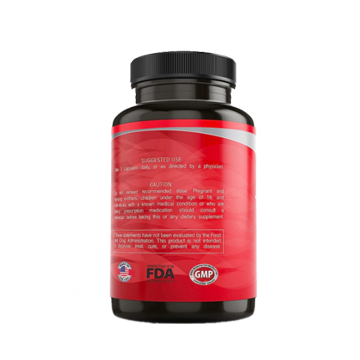 SUGGESTED USE
capsules daily, or as directed by a physician.
CAUTION
Do not exceed recommended dose. Pregnant and
nursing mothers, children under the age of 18, and
individuals with a known medical condition or who are
taking prescription medication should consult a
physician before taking this or any dietary supplement.
These statements have not been evaluated by the Food
and Drug Administration. This product is not intended
to diagnose, treat, cure, or prevent any disease.
FDA
GMP